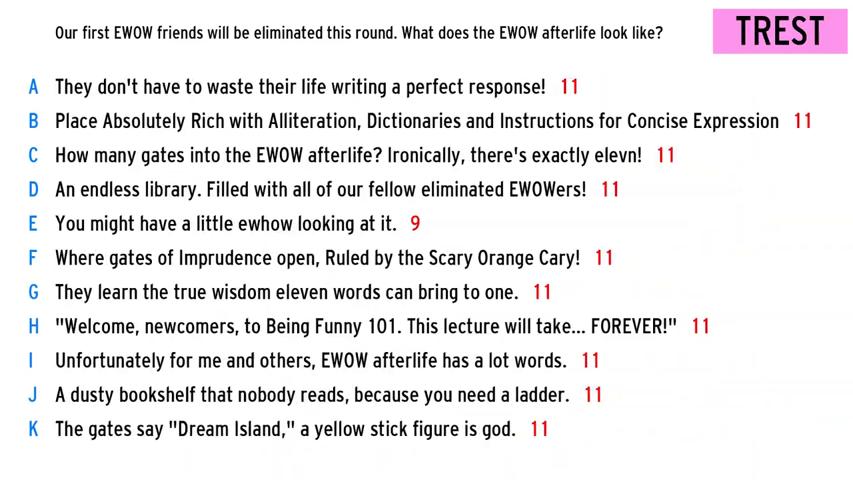 Our first EWOW friends will be eliminated this round. What does the EWOW afterlife look like? TREST
A They don't have to waste their life writing a perfect response! 11
B Place Absolutely Rich with Alliteration, Dictionaries and Instructions for Concise Expression 11
C How many gates into the EWOW afterlife? Ironically, there's exactly elevn! 11
D An endless library. Filled with all of our fellow eliminated EWOWers! 11
E You might have a little ewhow looking at it. 9
F Where gates of Imprudence open, Ruled by the Scary Orange Cary! 11
G They learn the true wisdom eleven words can bring to one. 11
H "Welcome, newcomers, to Being Funny 101. This lecture will take... FOREVER!" 11
I Unfortunately for me and others, EWOW afterlife has a lot words. 11
J A dusty bookshelf that nobody reads, because you need a ladder. 11
K The gates say "Dream Island," a yellow stick figure is god. 11